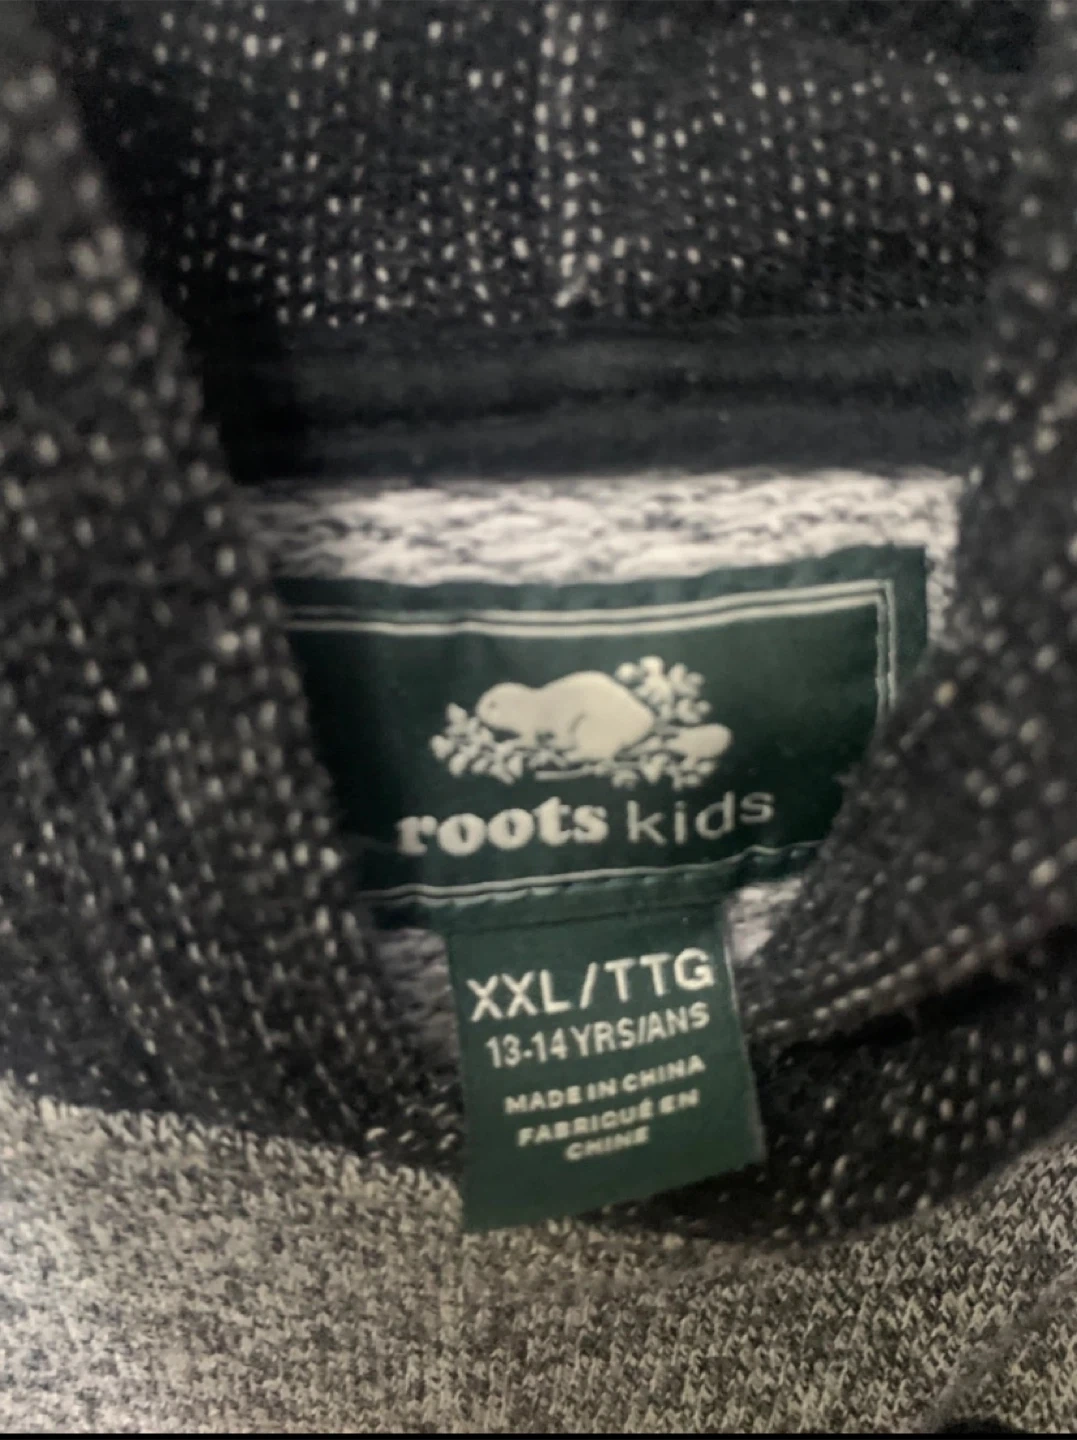 roots kids
XXL/TTG
13-14 YRS/ANS
MADE IN CHINA
FABRIQUÉ EN
CHINE